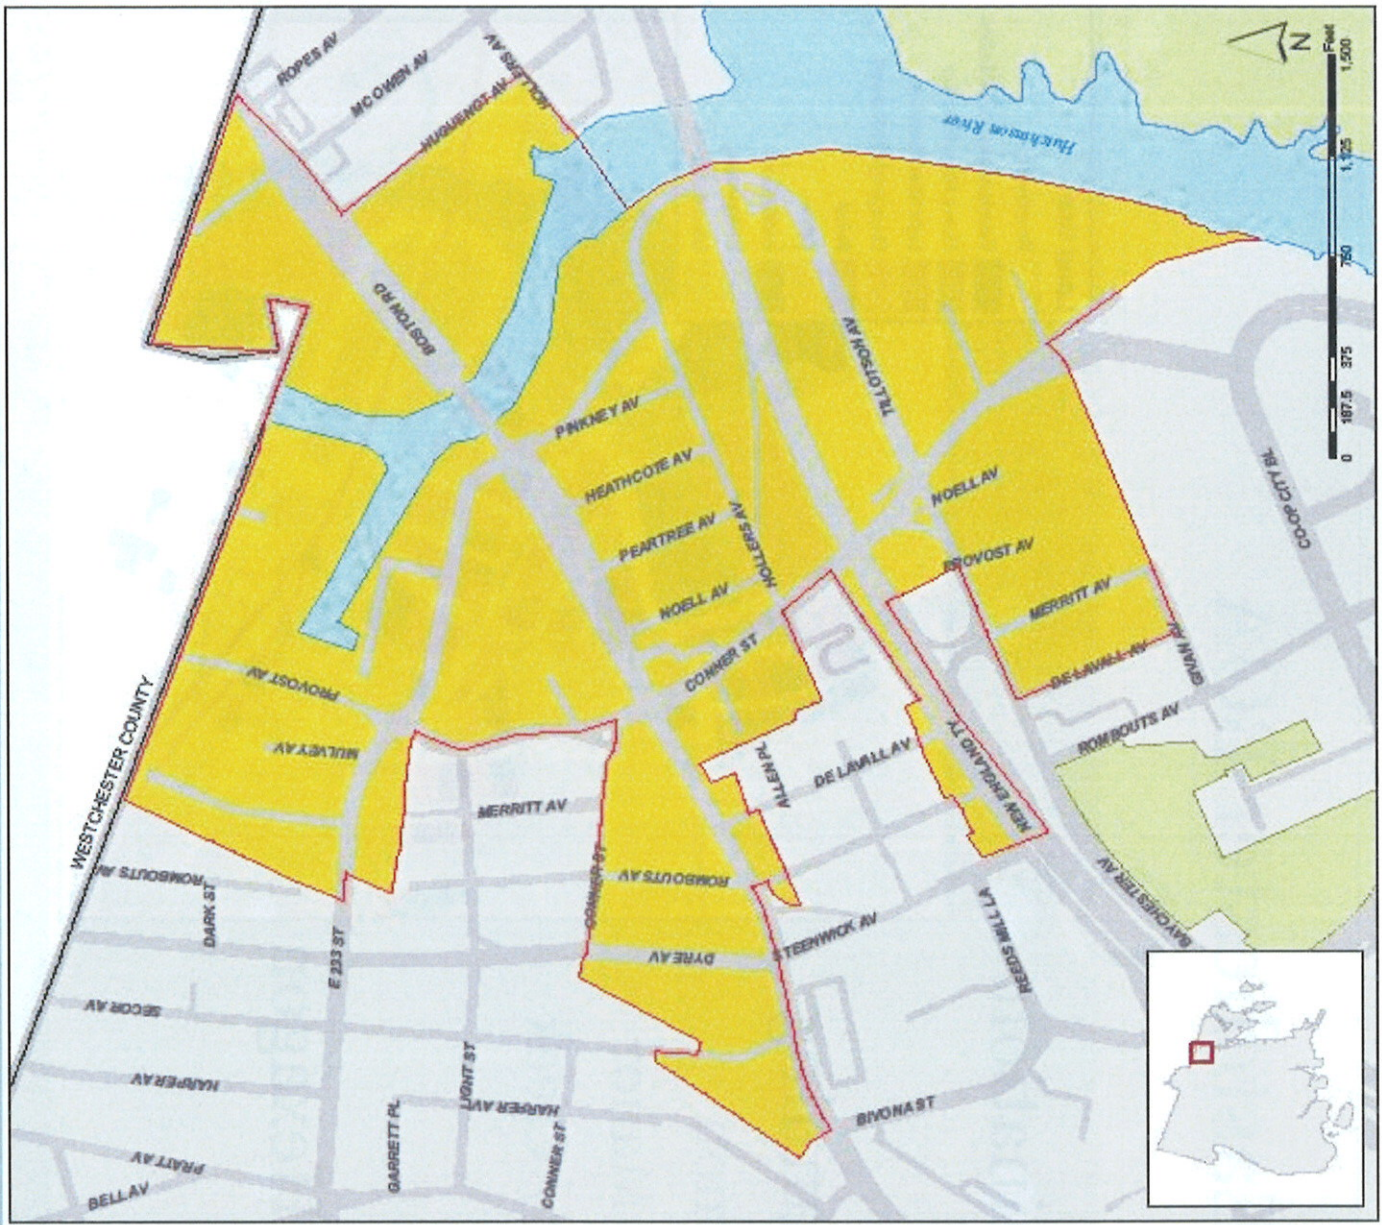 ROPES AV
MCOWEN AV
HUGUENOT AV
HOLLERS AV
HOLLERS
Hutchinson River
N
Feet
1,500
1,125
750
375
187.5
0
BOSTON RD
TILLOTSON AV
PINKNEY AV
HEATHCOTE AV
PEARTREE AV
NOELL AV
HOLLERS AV
CONNER ST
NOELL AV
PROVOST AV
MERRITT AV
DE LAVALL AV
GIVAN AV
ROMBOUTS AV
CO-OP CITY BL
WESTCHESTER COUNTY
PROVOST AV
MULVEY AV
MERRITT AV
ALLEN PL
DE LAVALL AV
NEW ENGLAND TY
ROMBOUTS AV
DARK ST
CONNER ST
ROMBOUTS AV
DYRE AV
STEENWICK AV
BAYCHESTER AV
REEDS MILL LA
E 233 ST
SECOR AV
HARPER AV
LIGHT ST
HARPER AV
GARRETT PL
CONNER ST
BIVONA ST
PRATT AV
BELL AV